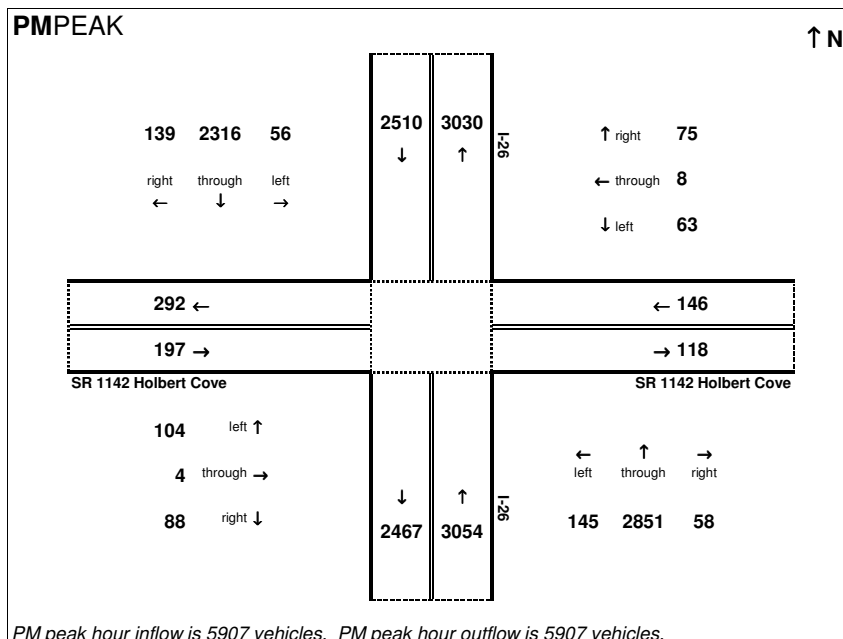 PMPEAK
↑ N
139 2316 56
right through left
← ↓ →
2510 3030
↓ ↑
I-26
↑ right 75
← through 8
↓ left 63
292 ←
← 146
197 →
→ 118
SR 1142 Holbert Cove
SR 1142 Holbert Cove
104 left ↑
4 through →
88 right ↓
↓ ↑
2467 3054
I-26
← ↑ →
left through right
145 2851 58
PM peak hour inflow is 5907 vehicles. PM peak hour outflow is 5907 vehicles.